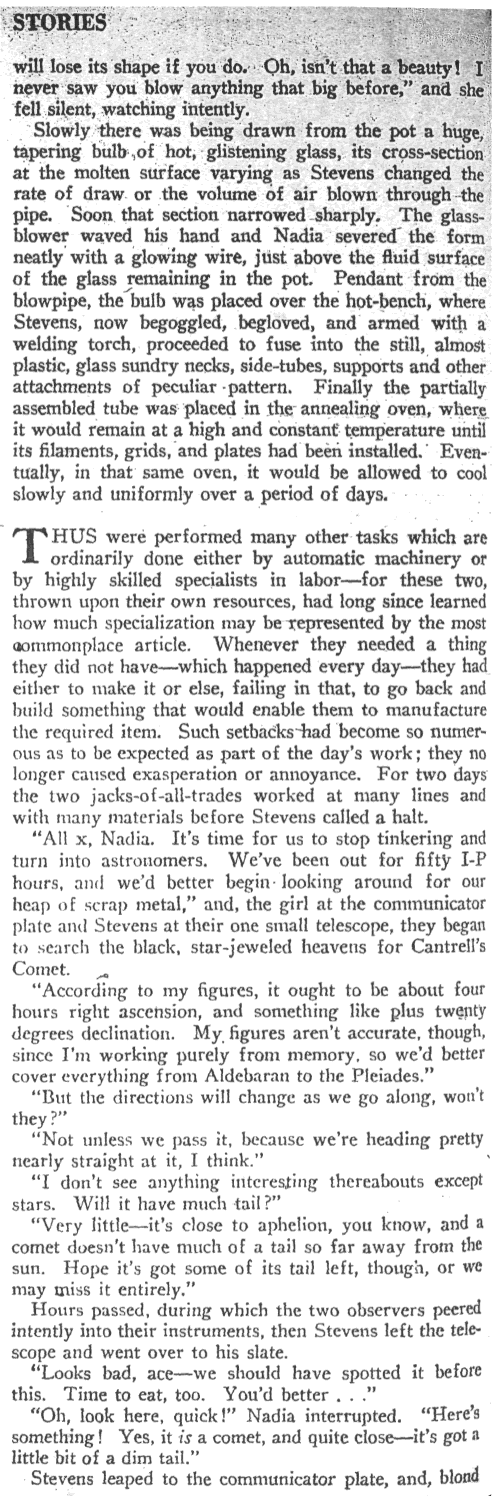 STORIES
will lose its shape if you do. Oh, isn't that a beauty! I
never saw you blow anything that big before," and she
fell silent, watching intently.
Slowly there was being drawn from the pot a huge,
tapering bulb of hot, glistening glass, its cross-section
at the molten surface varying as Stevens changed the
rate of draw or the volume of air blown through the
pipe. Soon that section narrowed sharply. The glass-
blower waved his hand and Nadia severed the form
neatly with a glowing wire, just above the fluid surface
of the glass remaining in the pot. Pendant from the
blowpipe, the bulb was placed over the hot-bench, where
Stevens, now begoggled, begloved, and armed with a
welding torch, proceeded to fuse into the still, almost
plastic, glass sundry necks, side-tubes, supports and other
attachments of peculiar pattern. Finally the partially
assembled tube was placed in the annealing oven, where
it would remain at a high and constant temperature until
its filaments, grids, and plates had been installed. Even-
tually, in that same oven, it would be allowed to cool
slowly and uniformly over a period of days.
THUS were performed many other tasks which are
ordinarily done either by automatic machinery or
by highly skilled specialists in labor—for these two,
thrown upon their own resources, had long since learned
how much specialization may be represented by the most
commonplace article. Whenever they needed a thing
they did not have—which happened every day—they had
either to make it or else, failing in that, to go back and
build something that would enable them to manufacture
the required item. Such setbacks had become so numer-
ous as to be expected as part of the day's work; they no
longer caused exasperation or annoyance. For two days
the two jacks-of-all-trades worked at many lines and
with many materials before Stevens called a halt.
"All x, Nadia. It's time for us to stop tinkering and
turn into astronomers. We've been out for fifty I-P
hours, and we'd better begin looking around for our
heap of scrap metal," and, the girl at the communicator
plate and Stevens at their one small telescope, they began
to search the black, star-jeweled heavens for Cantrell's
Comet.
"According to my figures, it ought to be about four
hours right ascension, and something like plus twenty
degrees declination. My figures aren't accurate, though,
since I'm working purely from memory, so we'd better
cover everything from Aldebaran to the Pleiades."
"But the directions will change as we go along, won't
they?"
"Not unless we pass it, because we're heading pretty
nearly straight at it, I think."
"I don't see anything interesting thereabouts except
stars. Will it have much tail?"
"Very little—it's close to aphelion, you know, and a
comet doesn't have much of a tail so far away from the
sun. Hope it's got some of its tail left, though, or we
may miss it entirely."
Hours passed, during which the two observers peered
intently into their instruments, then Stevens left the tele-
scope and went over to his slate.
"Looks bad, ace—we should have spotted it before
this. Time to eat, too. You'd better . . ."
"Oh, look here, quick!" Nadia interrupted. "Here's
something! Yes, it is a comet, and quite close—it's got a
little bit of a dim tail."
Stevens leaped to the communicator plate, and, blond